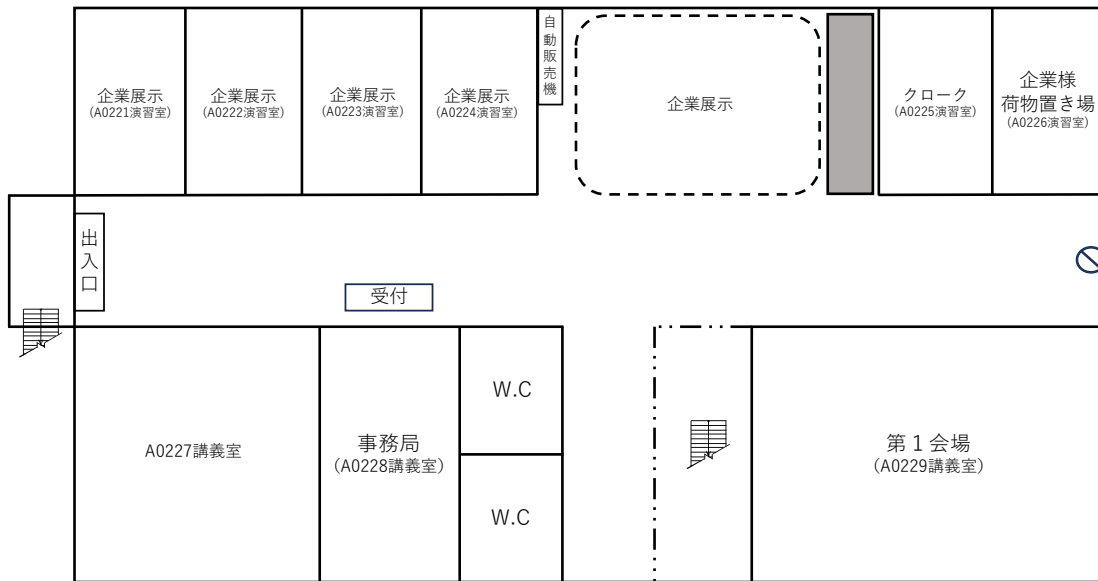 企業展示
(A0221演習室)
企業展示
(A0222演習室)
企業展示
(A0223演習室)
企業展示
(A0224演習室)
自動販売機
企業展示
クローク
(A0225演習室)
企業様
荷物置き場
(A0226演習室)
出入口
受付
A0227講義室
事務局
(A0228講義室)
W.C
W.C
第1会場
(A0229講義室)